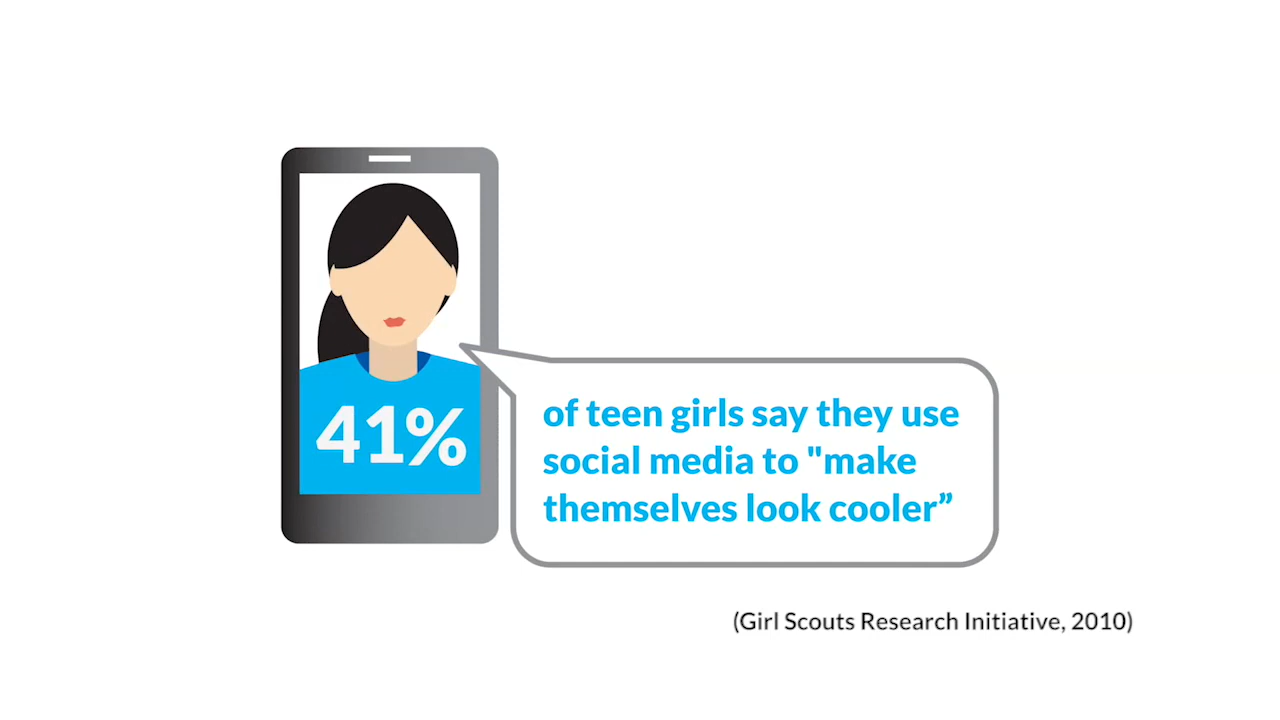 41%
of teen girls say they use
social media to "make
themselves look cooler”
(Girl Scouts Research Initiative, 2010)